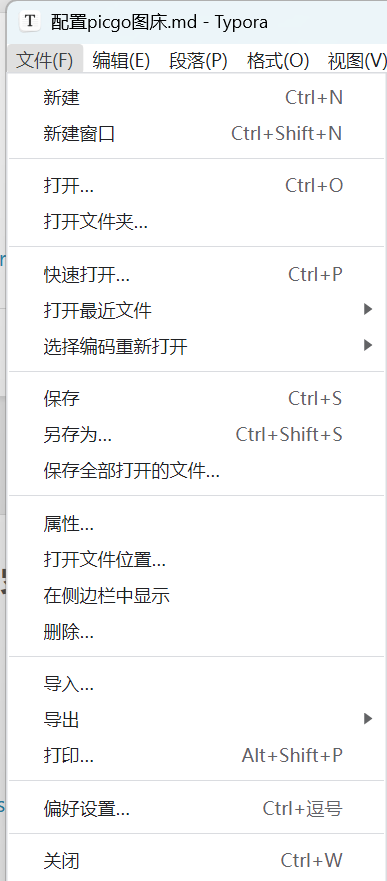 T 配置picgo图床.md - Typora
文件(F) 编辑(E) 段落(P) 格式(O) 视图(V)
新建 Ctrl+N
新建窗口 Ctrl+Shift+N
打开... Ctrl+O
打开文件夹...
快速打开... Ctrl+P
打开最近文件
选择编码重新打开
保存 Ctrl+S
另存为... Ctrl+Shift+S
保存全部打开的文件...
属性...
打开文件位置...
在侧边栏中显示
删除...
导入...
导出
打印... Alt+Shift+P
偏好设置... Ctrl+逗号
关闭 Ctrl+W